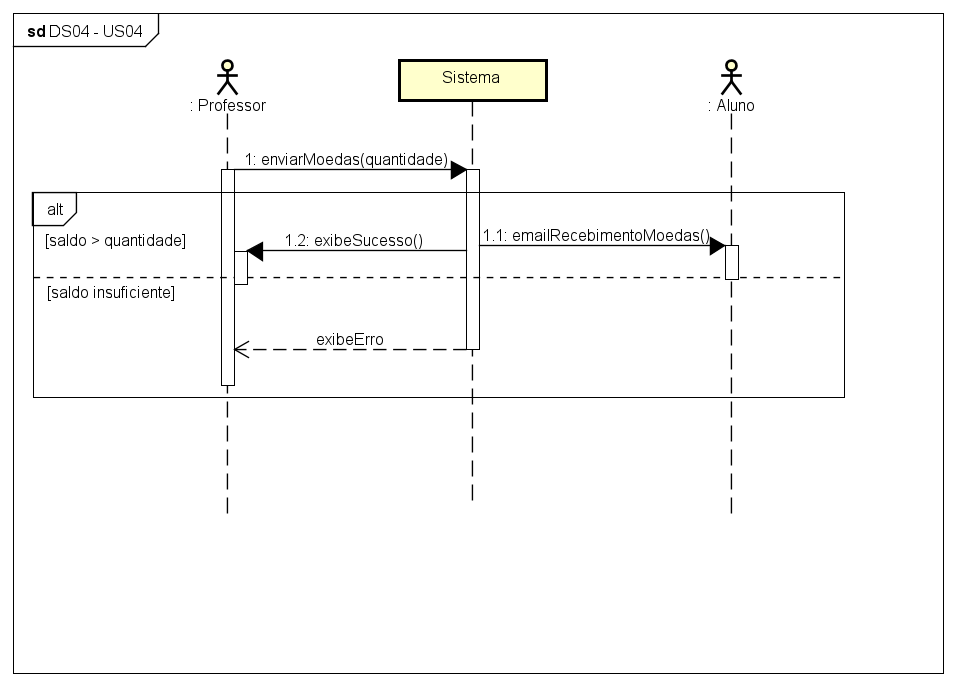 sd DS04 - US04
: Professor
Sistema
: Aluno
1: enviarMoedas(quantidade)
alt
[saldo > quantidade]
1.2: exibeSucesso()
1.1: emailRecebimentoMoedas()
[saldo insuficiente]
exibeErro